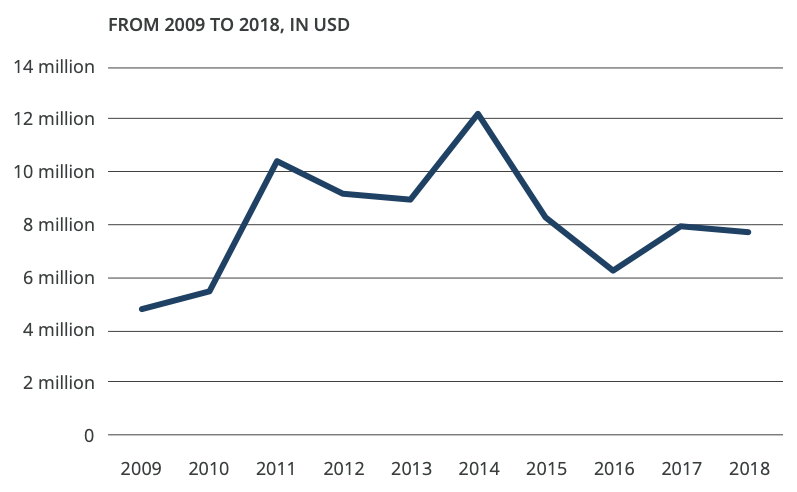 FROM 2009 TO 2018, IN USD
14 million
12 million
10 million
8 million
6 million
4 million
2 million
0
2009 2010 2011 2012 2013 2014 2015 2016 2017 2018